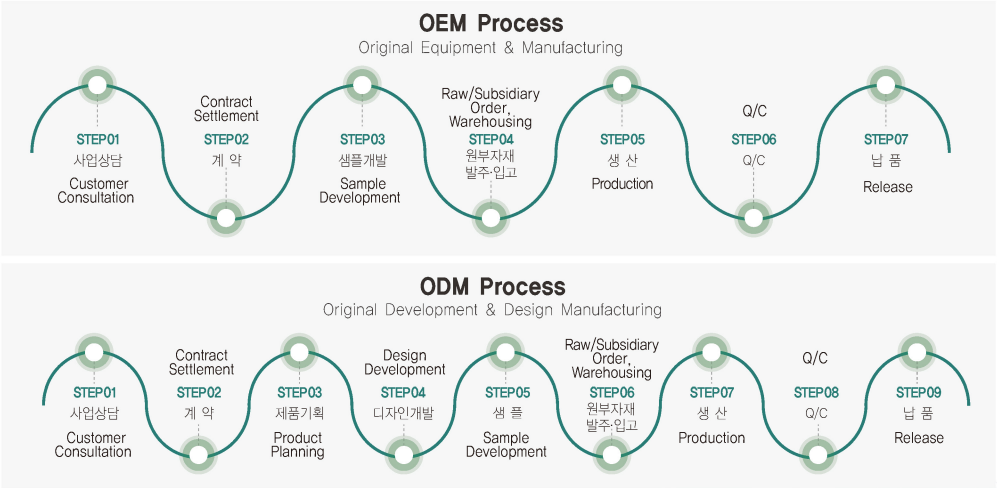 OEM Process
Original Equipment & Manufacturing
STEP01
사업상담
Customer
Consultation
Contract
Settlement
STEP02
계 약
STEP03
샘플개발
Sample
Development
Raw/Subsidiary
Order,
Warehousing
STEP04
원부자재
발주·입고
STEP05
생 산
Production
Q/C
STEP06
Q/C
STEP07
납 품
Release
ODM Process
Original Development & Design Manufacturing
STEP01
사업상담
Customer
Consultation
Contract
Settlement
STEP02
계 약
STEP03
제품기획
Product
Planning
Design
Development
STEP04
디자인개발
STEP05
샘 플
Sample
Development
Raw/Subsidiary
Order,
Warehousing
STEP06
원부자재
발주·입고
STEP07
생 산
Production
Q/C
STEP08
Q/C
STEP09
납 품
Release